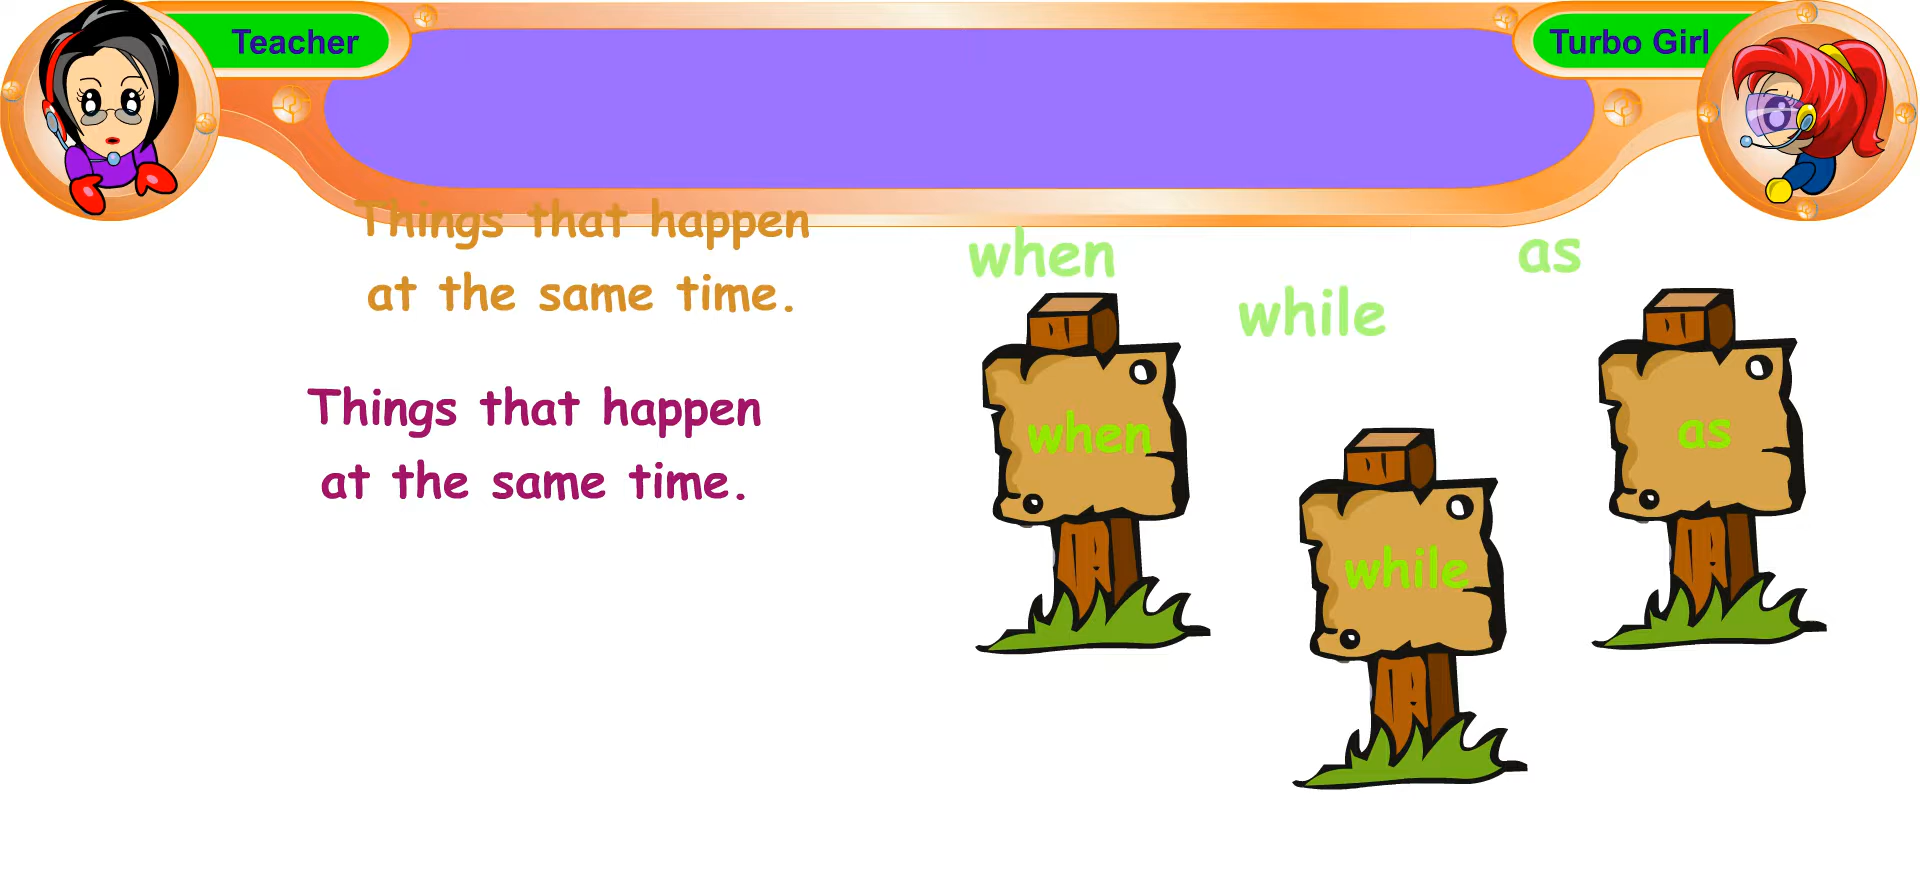 Teacher
Turbo Girl
Things that happen
at the same time.
when
as
while
Things that happen
at the same time.
when
as
while